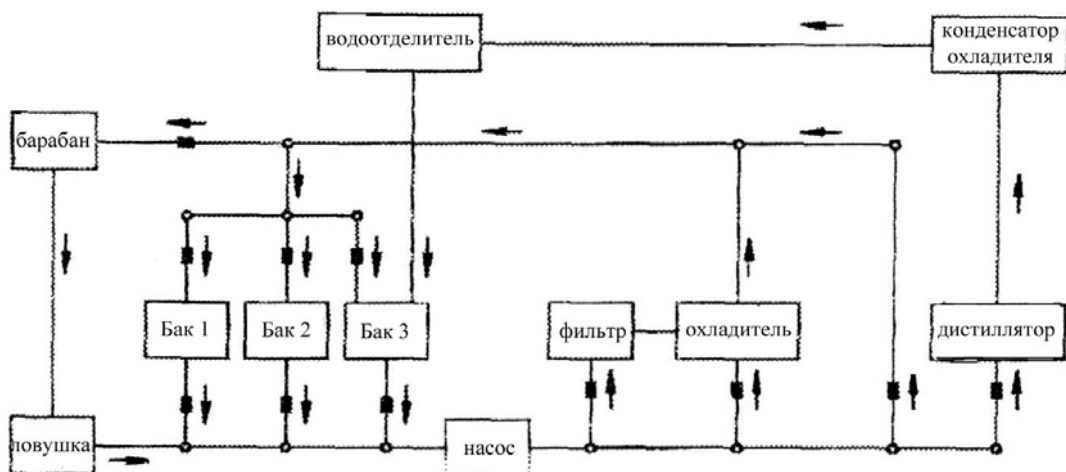 водоотделитель
конденсатор
охладителя
барабан
Бак 1
Бак 2
Бак 3
фильтр
охладитель
дистиллятор
ловушка
насос